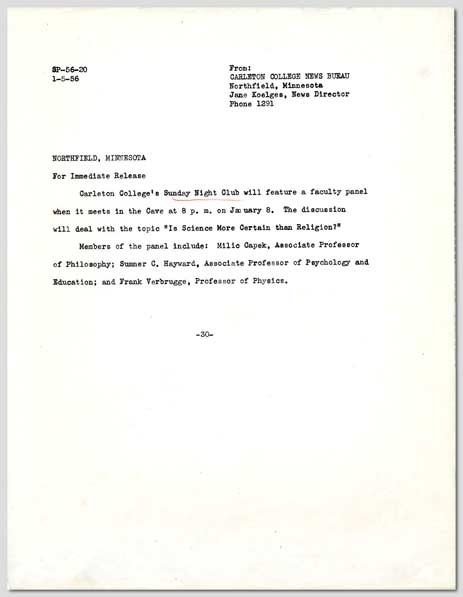 SP-56-20
1-5-56
From:
CARLETON COLLEGE NEWS BUEAU
Northfield, Minnesota
Jane Koelges, News Director
Phone 1291
NORTHFIELD, MINNESOTA
For Immediate Release
Carleton College's Sunday Night Club will feature a faculty panel
when it meets in the Cave at 8 p. m. on January 8. The discussion
will deal with the topic "Is Science More Certain than Religion?"
Members of the panel include: Milic Capek, Associate Professor
of Philosophy; Sumner C. Hayward, Associate Professor of Psychology and
Education; and Frank Verbrugge, Professor of Physics.
-30-